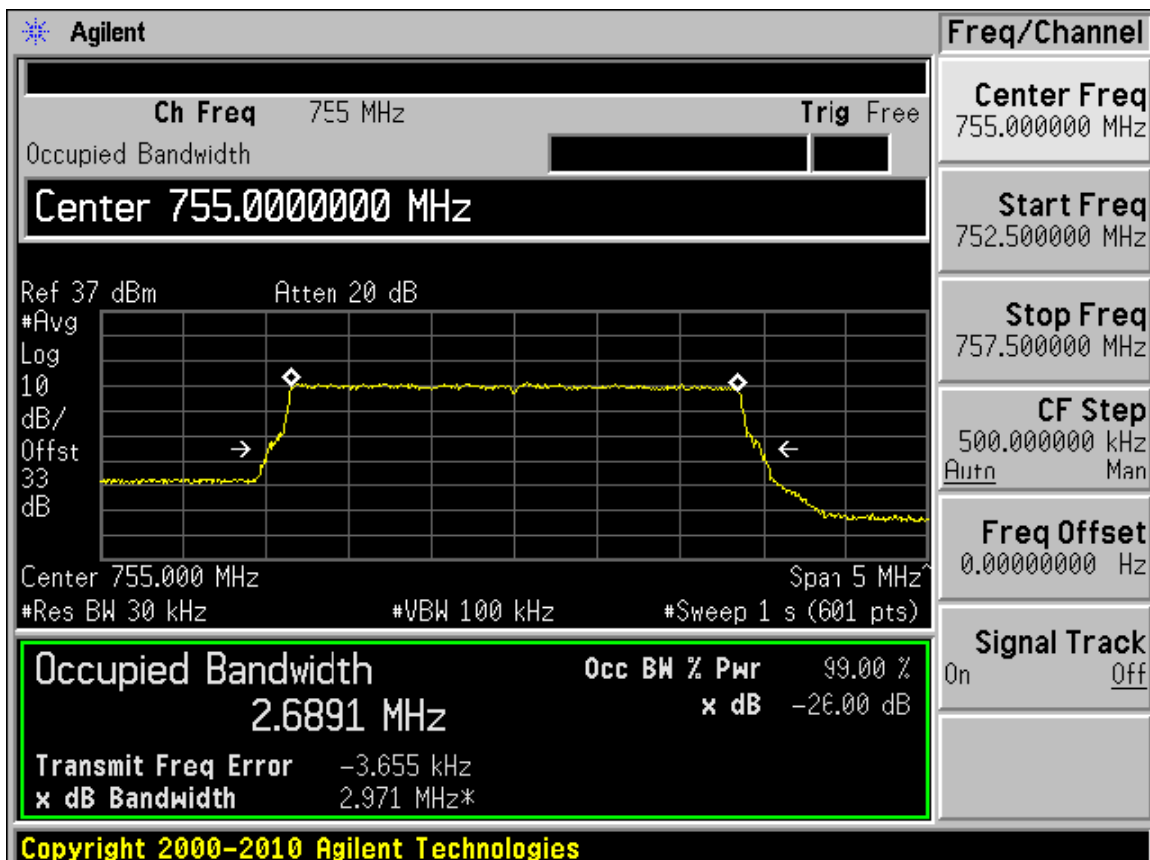 Agilent
Freq/Channel
Ch Freq 755 MHz
Trig Free
Occupied Bandwidth
Center 755.0000000 MHz
Ref 37 dBm
Atten 20 dB
#Avg
Log
10
dB/
Offst
33
dB
Center 755.000 MHz
Span 5 MHz^
#Res BW 30 kHz
#VBW 100 kHz
#Sweep 1 s (601 pts)
Occupied Bandwidth
2.6891 MHz
Occ BW % Pwr 99.00 %
x dB -26.00 dB
Transmit Freq Error -3.655 kHz
x dB Bandwidth 2.971 MHz*
Center Freq
755.000000 MHz
Start Freq
752.500000 MHz
Stop Freq
757.500000 MHz
CF Step
500.000000 kHz
Auto Man
Freq Offset
0.00000000 Hz
Signal Track
On Off
Copyright 2000-2010 Agilent Technologies